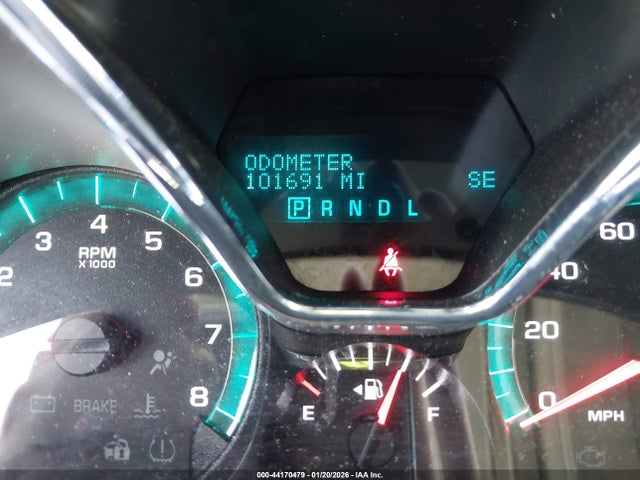 ODOMETER
101691 MI SE
P R N D L
2 3 4 5 6 7 8
RPM
X1000
BRAKE
E F
0 20 40 60
MPH
000-44170479 - 01/20/2026 - © IAA Inc.